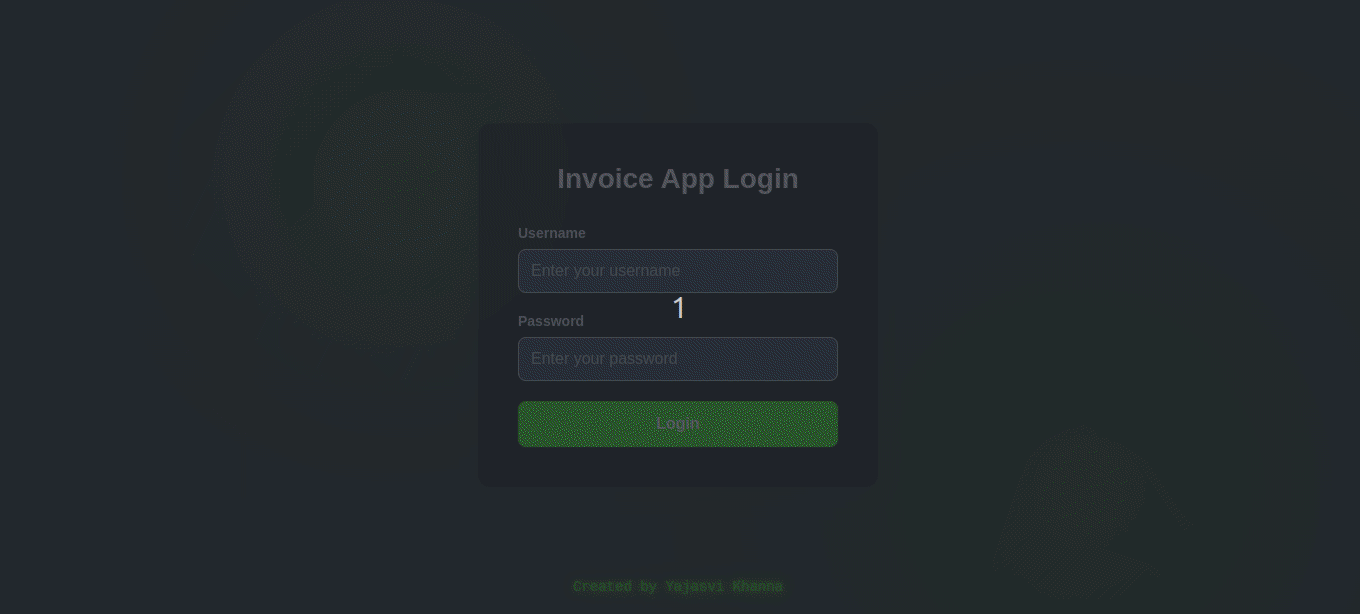 Invoice App Login
Username
Enter your username
1
Password
Enter your password
Login
Created by Yajasvi Khanna